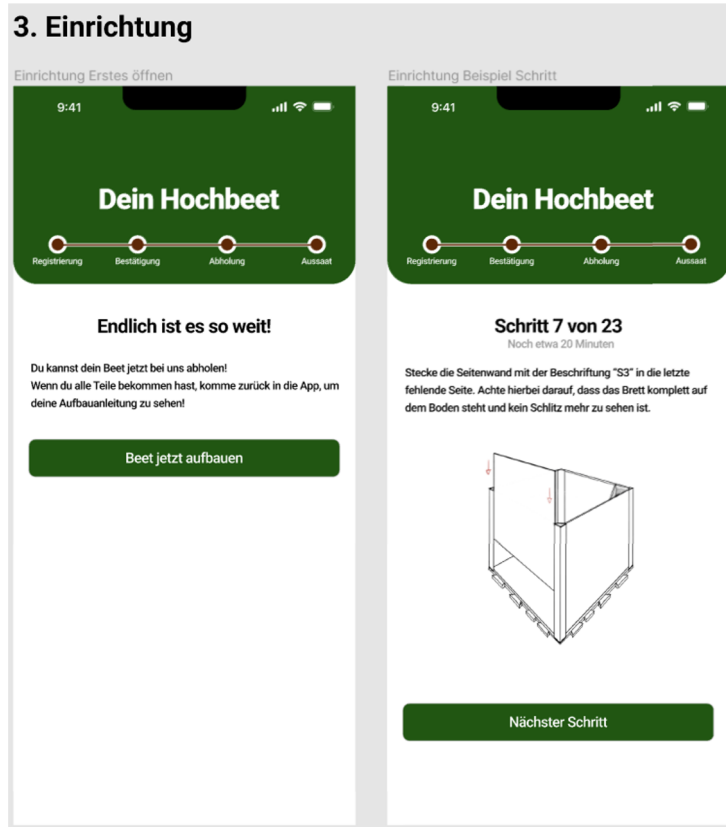 3. Einrichtung
Einrichtung Erstes öffnen
9:41
Dein Hochbeet
Registrierung Bestätigung Abholung Aussaat
Endlich ist es so weit!
Du kannst dein Beet jetzt bei uns abholen!
Wenn du alle Teile bekommen hast, komme zurück in die App, um
deine Aufbauanleitung zu sehen!
Beet jetzt aufbauen
Einrichtung Beispiel Schritt
9:41
Dein Hochbeet
Registrierung Bestätigung Abholung Aussaat
Schritt 7 von 23
Noch etwa 20 Minuten
Stecke die Seitenwand mit der Beschriftung "S3" in die letzte
fehlende Seite. Achte hierbei darauf, dass das Brett komplett auf
dem Boden steht und kein Schlitz mehr zu sehen ist.
Nächster Schritt